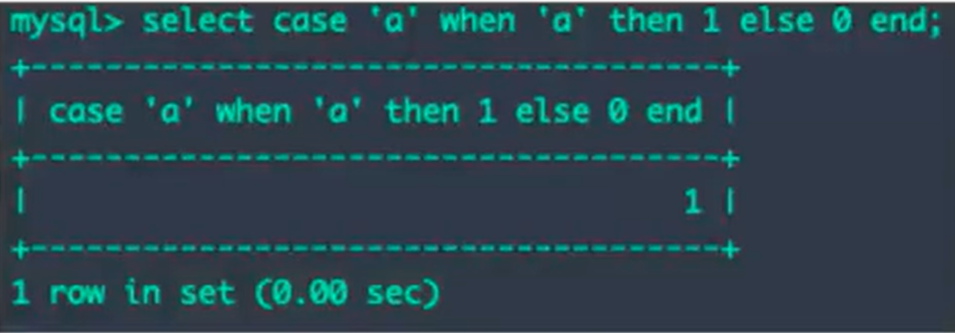 mysql> select case 'a' when 'a' then 1 else 0 end;
+-------------------------------------+
| case 'a' when 'a' then 1 else 0 end |
+-------------------------------------+
|                                   1 |
+-------------------------------------+
1 row in set (0.00 sec)